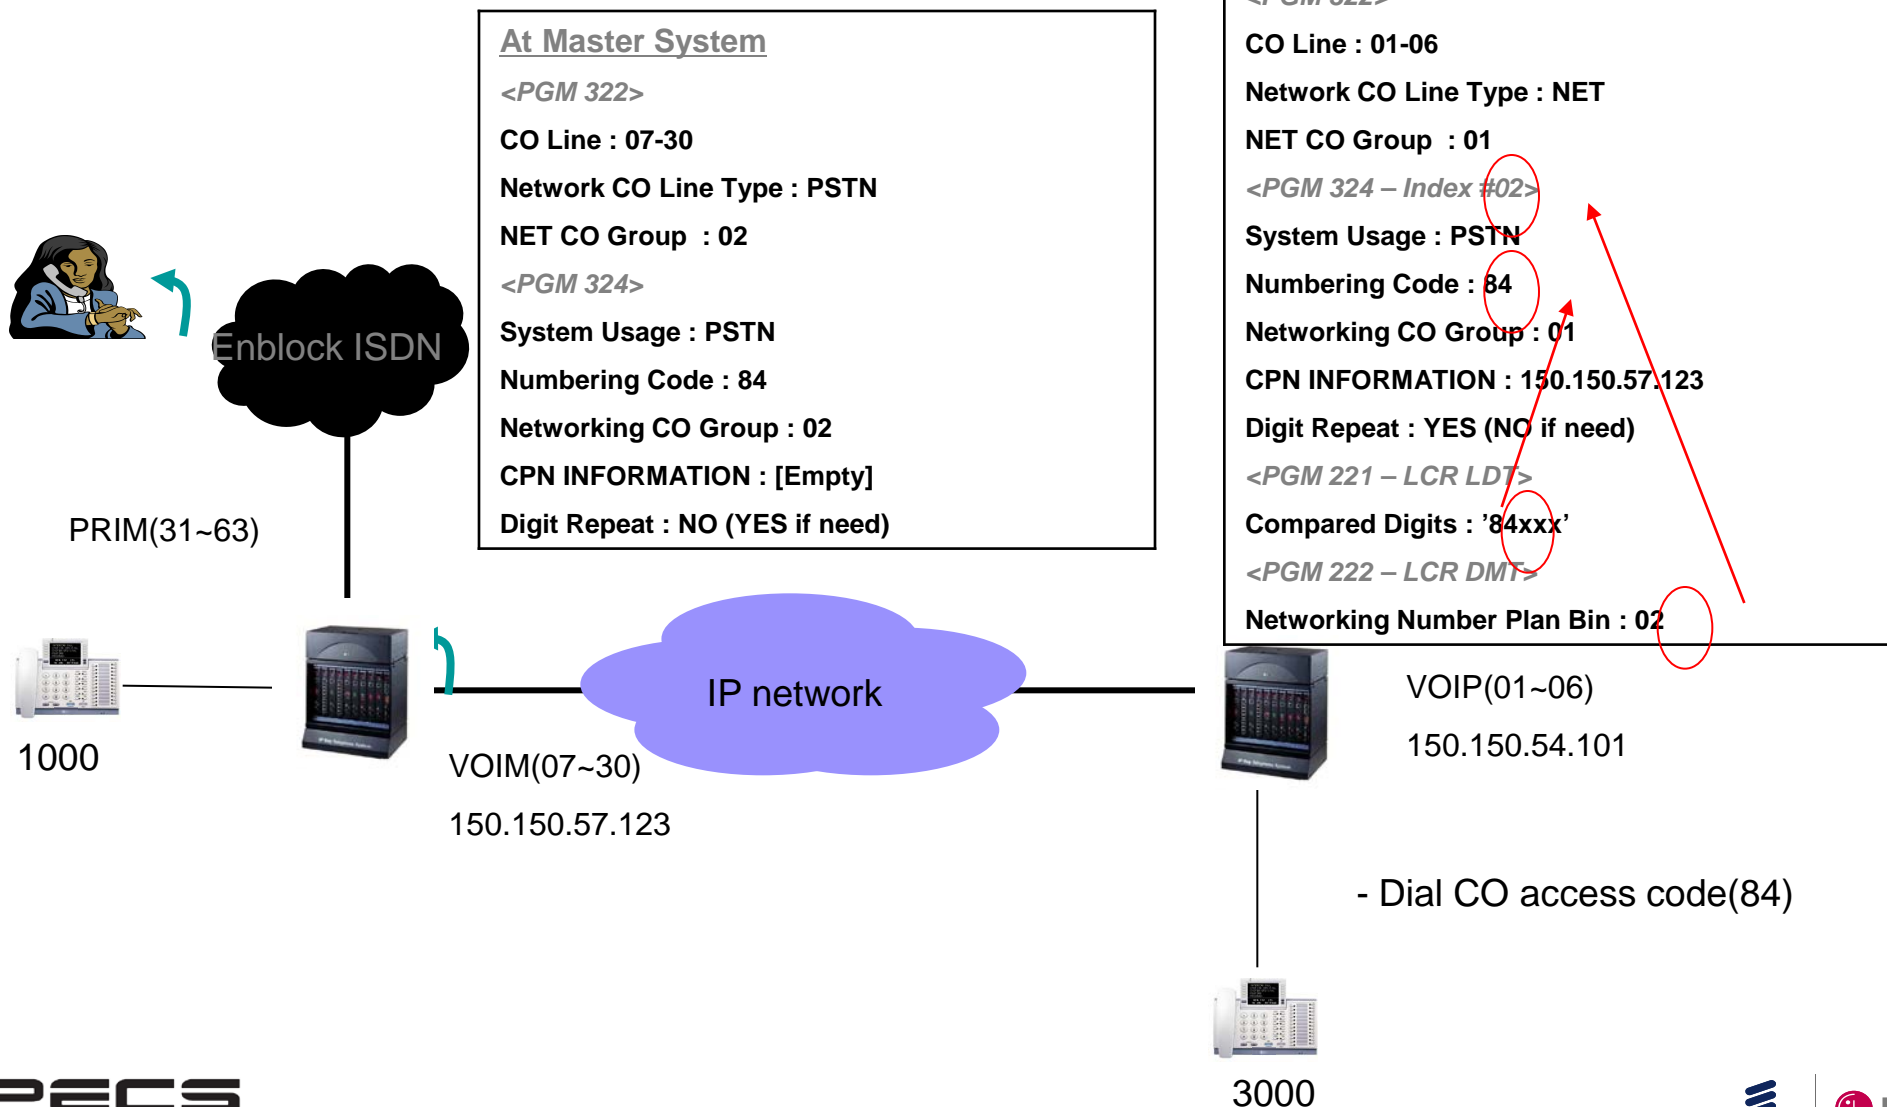 At Master System
<PGM 322>
CO Line : 07-30
Network CO Line Type : PSTN
NET CO Group : 02
<PGM 324>
System Usage : PSTN
Numbering Code : 84
Networking CO Group : 02
CPN INFORMATION : [Empty]
Digit Repeat : NO (YES if need)
<PGM 322>
CO Line : 01-06
Network CO Line Type : NET
NET CO Group : 01
<PGM 324 – Index #02>
System Usage : PSTN
Numbering Code : 84
Networking CO Group : 01
CPN INFORMATION : 150.150.57.123
Digit Repeat : YES (NO if need)
<PGM 221 – LCR LDT>
Compared Digits : ’84xxx’
<PGM 222 – LCR DMT>
Networking Number Plan Bin : 02
Enblock ISDN
PRIM(31~63)
IP network
1000
VOIM(07~30)
150.150.57.123
VOIP(01~06)
150.150.54.101
- Dial CO access code(84)
3000
PECS